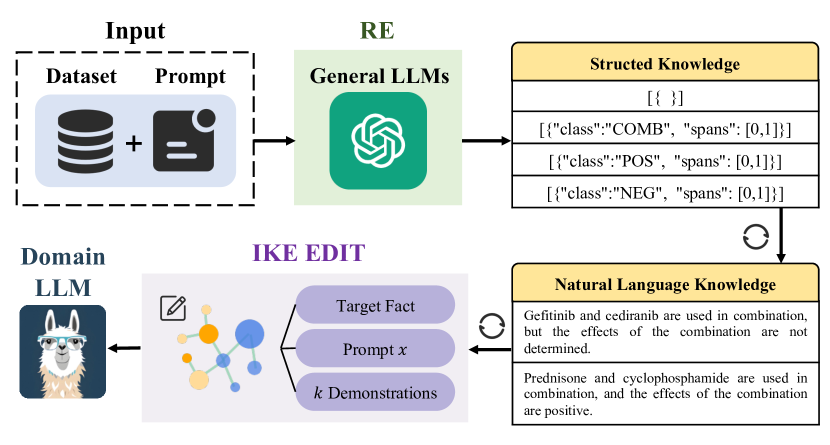 Input
Dataset
Prompt
+
RE
General LLMs
Structed Knowledge
[{ }]
[{"class":"COMB", "spans": [0,1]}]
[{"class":"POS", "spans": [0,1]}]
[{"class":"NEG", "spans": [0,1]}]
Natural Language Knowledge
Gefitinib and cediranib are used in combination,
but the effects of the combination are not
determined.
Prednisone and cyclophosphamide are used in
combination, and the effects of the combination
are positive.
IKE EDIT
Target Fact
Prompt x
k Demonstrations
Domain
LLM